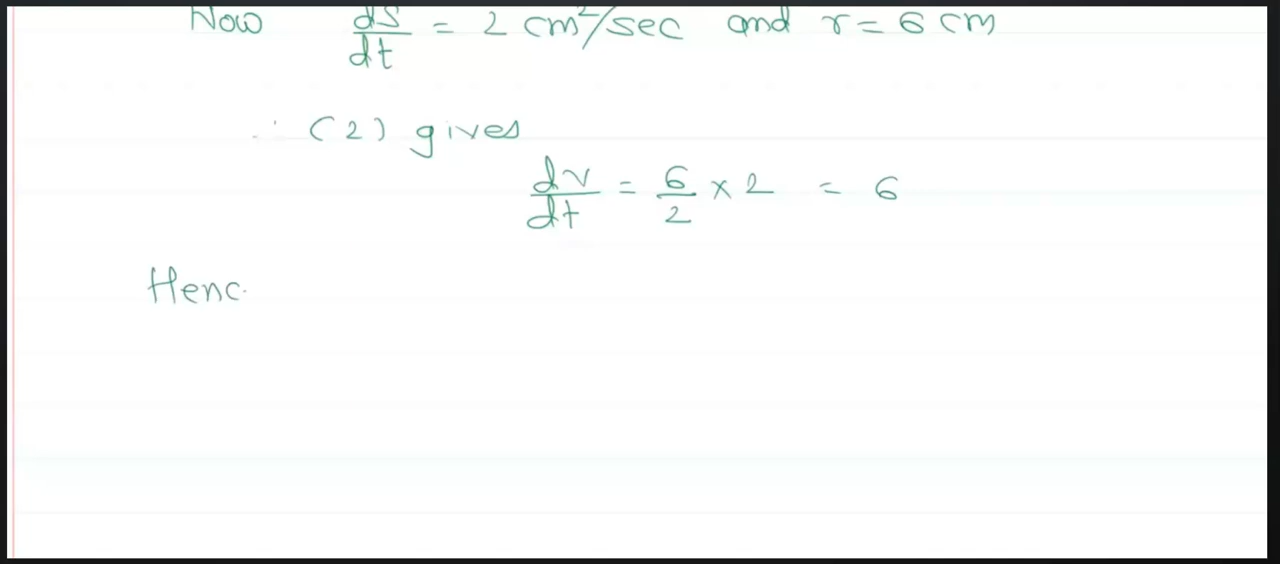 Now dS/dt = 2 cm²/sec and r = 6 cm
∴ (2) gives
dv/dt = 6/2 × 2 = 6
Henc